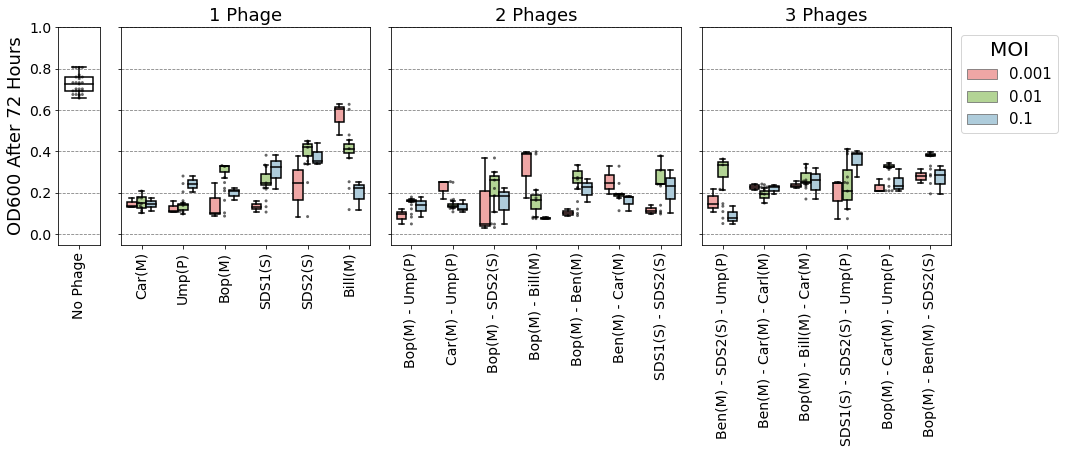 1 Phage
2 Phages
3 Phages
OD600 After 72 Hours
1.0
0.8
0.6
0.4
0.2
0.0
MOI
0.001
0.01
0.1
No Phage
Car(M)
Ump(P)
Bop(M)
SDS1(S)
SDS2(S)
Bill(M)
Bop(M) - Ump(P)
Car(M) - Ump(P)
Bop(M) - SDS2(S)
Bop(M) - Bill(M)
Bop(M) - Ben(M)
Ben(M) - Car(M)
SDS1(S) - SDS2(S)
Ben(M) - SDS2(S) - Ump(P)
Ben(M) - Car(M) - Carl(M)
Bop(M) - Bill(M) - Car(M)
SDS1(S) - SDS2(S) - Ump(P)
Bop(M) - Car(M) - Ump(P)
Bop(M) - Ben(M) - SDS2(S)